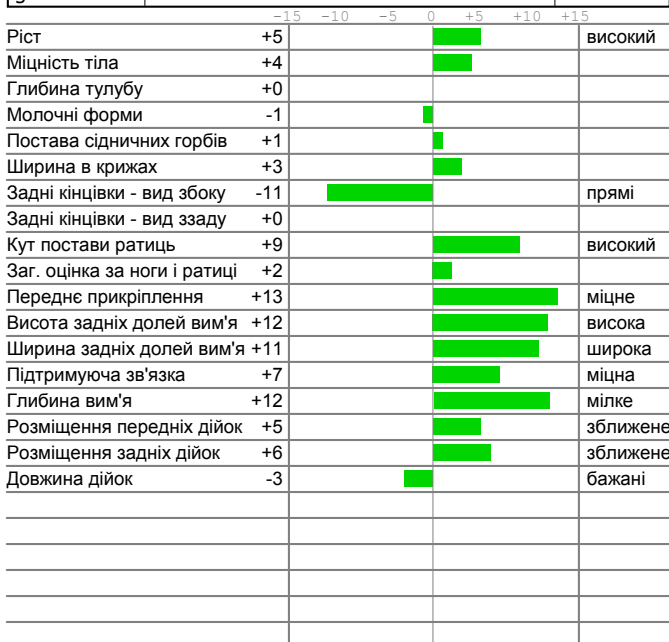 -15 -10 -5 0 +5 +10 +15
Ріст +5 високий
Міцність тіла +4
Глибина тулубу +0
Молочні форми -1
Постава сідничних горбів +1
Ширина в крижах +3
Задні кінцівки - вид збоку -11 прямі
Задні кінцівки - вид ззаду +0
Кут постави ратиць +9 високий
Заг. оцінка за ноги і ратиці +2
Переднє прикріплення +13 міцне
Висота задніх долей вим'я +12 висока
Ширина задніх долей вим'я +11 широка
Підтримуюча зв'язка +7 міцна
Глибина вим'я +12 мілке
Розміщення передніх дійок +5 зближене
Розміщення задніх дійок +6 зближене
Довжина дійок -3 бажані